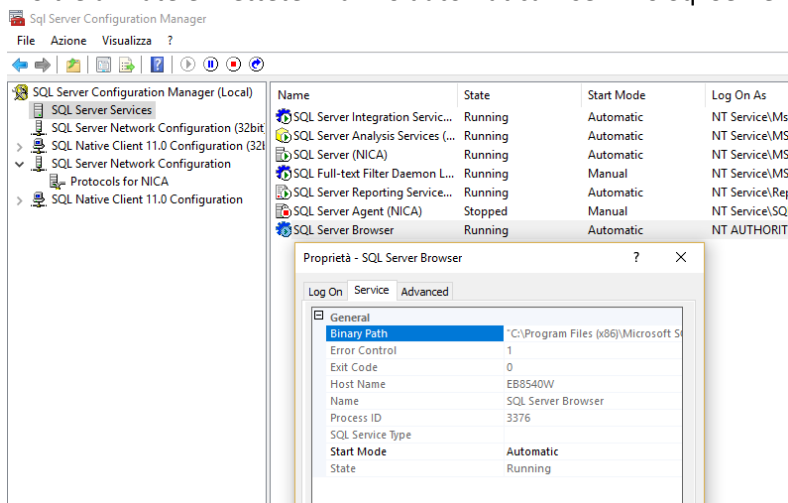 Sql Server Configuration Manager
File Azione Visualizza ?
SQL Server Configuration Manager (Local)
SQL Server Services
SQL Server Network Configuration (32bit
SQL Native Client 11.0 Configuration (32b
SQL Server Network Configuration
Protocols for NICA
SQL Native Client 11.0 Configuration
Name State Start Mode Log On As
SQL Server Integration Servic... Running Automatic NT Service\Ms
SQL Server Analysis Services (... Running Automatic NT Service\MS
SQL Server (NICA) Running Automatic NT Service\MS
SQL Full-text Filter Daemon L... Running Manual NT Service\MS
SQL Server Reporting Service... Running Automatic NT Service\Rep
SQL Server Agent (NICA) Stopped Manual NT Service\SQ
SQL Server Browser Running Automatic NT AUTHORIT
Proprietà - SQL Server Browser ? X
Log On Service Advanced
General
Binary Path "C:\Program Files (x86)\Microsoft S
Error Control 1
Exit Code 0
Host Name EB8540W
Name SQL Server Browser
Process ID 3376
SQL Service Type
Start Mode Automatic
State Running